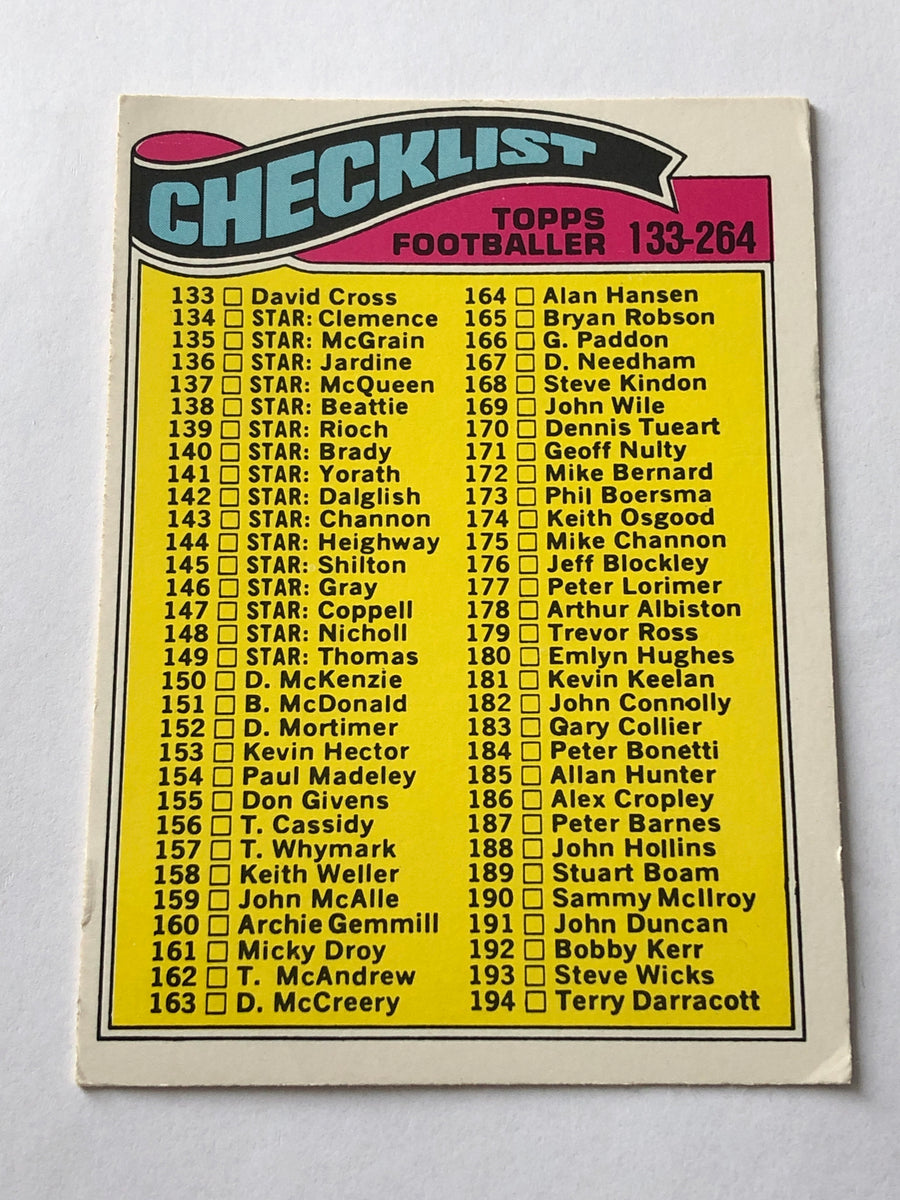 CHECKLIST
TOPPS
FOOTBALLER 133-264
133 David Cross
134 STAR: Clemence
135 STAR: McGrain
136 STAR: Jardine
137 STAR: McQueen
138 STAR: Beattie
139 STAR: Rioch
140 STAR: Brady
141 STAR: Yorath
142 STAR: Dalglish
143 STAR: Channon
144 STAR: Heighway
145 STAR: Shilton
146 STAR: Gray
147 STAR: Coppell
148 STAR: Nicholl
149 STAR: Thomas
150 D. McKenzie
151 B. McDonald
152 D. Mortimer
153 Kevin Hector
154 Paul Madeley
155 Don Givens
156 T. Cassidy
157 T. Whymark
158 Keith Weller
159 John McAlle
160 Archie Gemmill
161 Micky Droy
162 T. McAndrew
163 D. McCreery
164 Alan Hansen
165 Bryan Robson
166 G. Paddon
167 D. Needham
168 Steve Kindon
169 John Wile
170 Dennis Tueart
171 Geoff Nulty
172 Mike Bernard
173 Phil Boersma
174 Keith Osgood
175 Mike Channon
176 Jeff Blockley
177 Peter Lorimer
178 Arthur Albiston
179 Trevor Ross
180 Emlyn Hughes
181 Kevin Keelan
182 John Connolly
183 Gary Collier
184 Peter Bonetti
185 Allan Hunter
186 Alex Cropley
187 Peter Barnes
188 John Hollins
189 Stuart Boam
190 Sammy McIlroy
191 John Duncan
192 Bobby Kerr
193 Steve Wicks
194 Terry Darracott